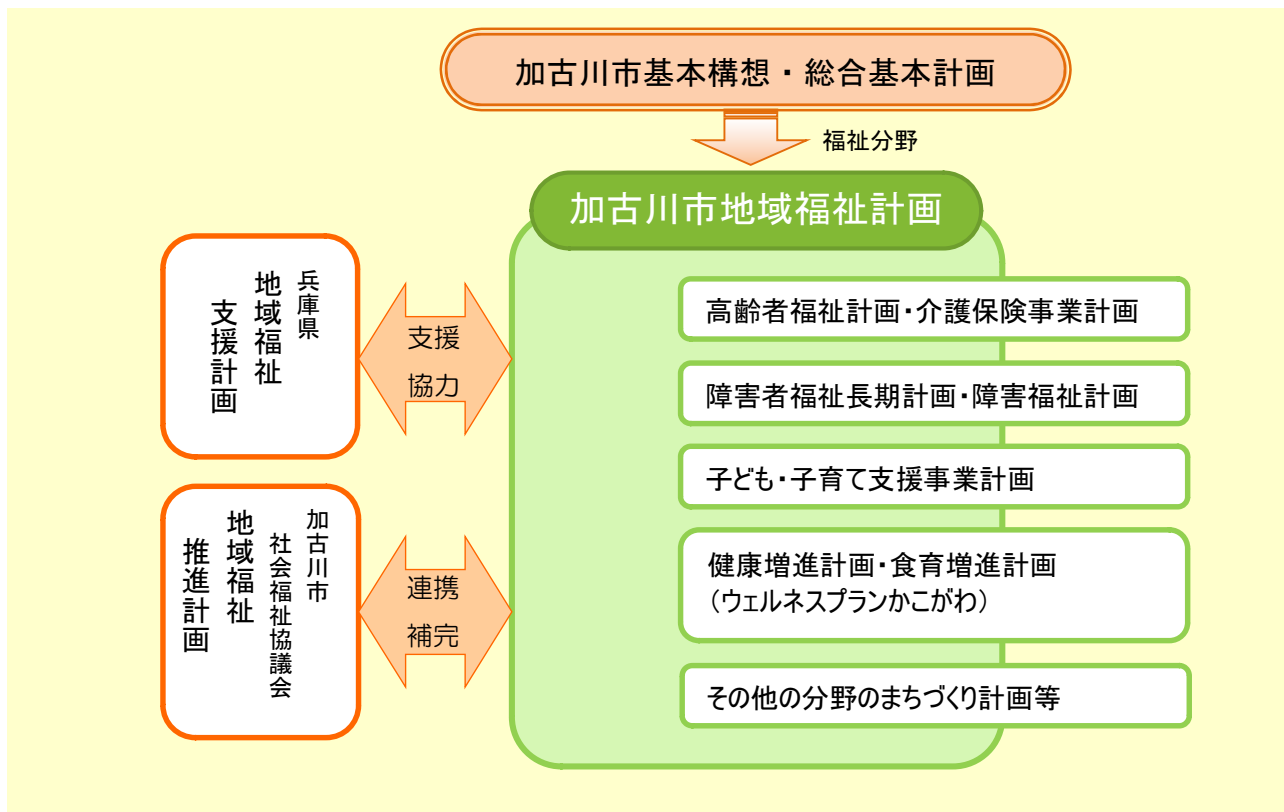 加古川市基本構想・総合基本計画
福祉分野
加古川市地域福祉計画
兵庫県
地域福祉
支援計画
支援
協力
加古川市
社会福祉協議会
地域福祉
推進計画
連携
補完
高齢者福祉計画・介護保険事業計画
障害者福祉長期計画・障害福祉計画
子ども・子育て支援事業計画
健康増進計画・食育増進計画
（ウェルネスプランかこがわ）
その他の分野のまちづくり計画等